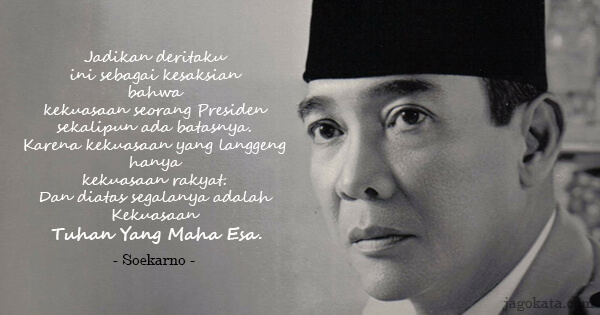 Jadikan deritaku
ini sebagai kesaksian
bahwa
kekuasaan seorang Presiden
sekalipun ada batasnya.
Karena kekuasaan yang langgeng
hanya
kekuasaan rakyat.
Dan diatas segalanya adalah
Kekuasaan
Tuhan Yang Maha Esa.
- Soekarno -
jagokata.com